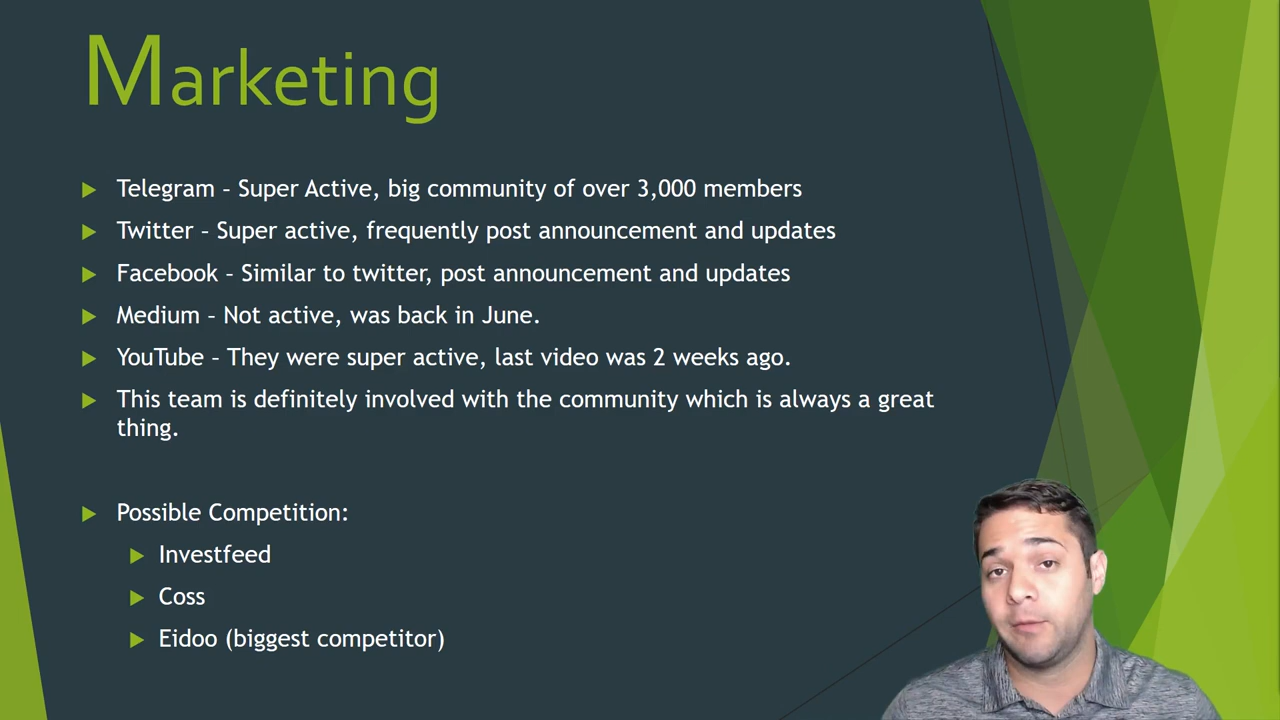 Marketing
Telegram – Super Active, big community of over 3,000 members
Twitter – Super active, frequently post announcement and updates
Facebook – Similar to twitter, post announcement and updates
Medium – Not active, was back in June.
YouTube – They were super active, last video was 2 weeks ago.
This team is definitely involved with the community which is always a great
thing.
Possible Competition:
Investfeed
Coss
Eidoo (biggest competitor)